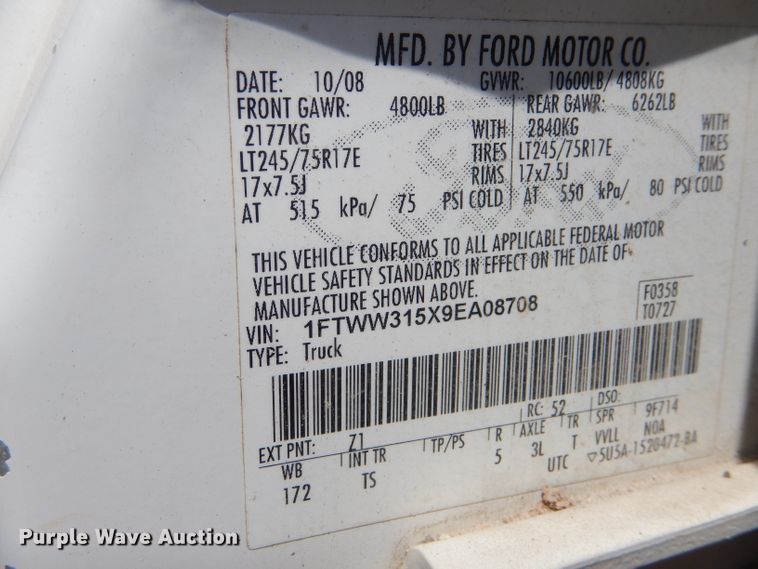 MFD. BY FORD MOTOR CO.
DATE: 10/08 GVWR: 10600LB/ 4808KG
FRONT GAWR: 4800LB REAR GAWR: 6262LB
2177KG WITH 2840KG WITH
LT245/75R17E TIRES LT245/75R17E TIRES
17x7.5J RIMS 17x7.5J RIMS
AT 515 kPa/ 75 PSI COLD AT 550 kPa/ 80 PSI COLD
THIS VEHICLE CONFORMS TO ALL APPLICABLE FEDERAL MOTOR
VEHICLE SAFETY STANDARDS IN EFFECT ON THE DATE OF
MANUFACTURE SHOWN ABOVE.
VIN: 1FTWW315X9EA08708 F0358
TYPE: Truck T0727
RC: 52 DSO:
EXT PNT: Z1 9F714
WB INT TR TP/PS R AXLE TR SPR
172 TS 5 3L T VVLL NOA
UTC ▽5U5A-1520472-BA
Purple Wave Auction